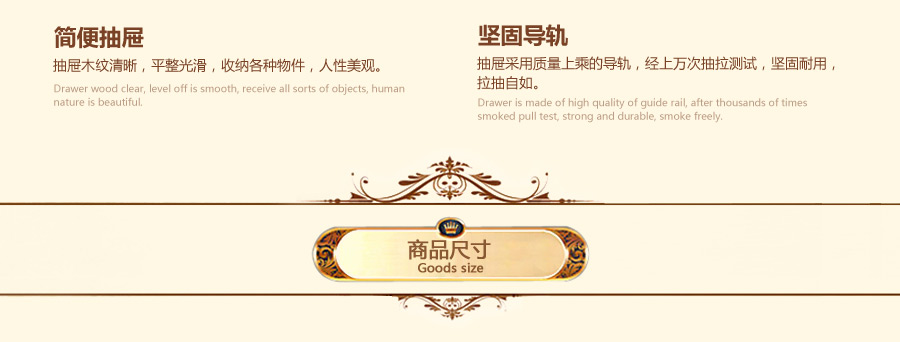 简便抽屉
抽屉木纹清晰，平整光滑，收纳各种物件，人性美观。
Drawer wood clear, level off is smooth, receive all sorts of objects, human
nature is beautiful.
坚固导轨
抽屉采用质量上乘的导轨，经上万次抽拉测试，坚固耐用，
拉抽自如。
Drawer is made of high quality of guide rail, after thousands of times
smoked pull test, strong and durable, smoke freely.
商品尺寸
Goods size